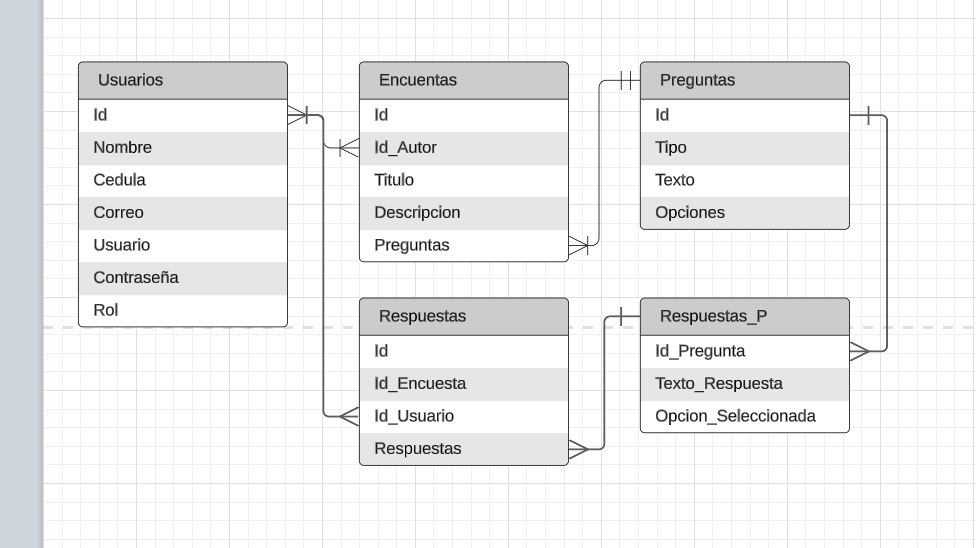 Usuarios
Id
Nombre
Cedula
Correo
Usuario
Contraseña
Rol
Encuentas
Id
Id_Autor
Titulo
Descripcion
Preguntas
Preguntas
Id
Tipo
Texto
Opciones
Respuestas
Id
Id_Encuesta
Id_Usuario
Respuestas
Respuestas_P
Id_Pregunta
Texto_Respuesta
Opcion_Seleccionada